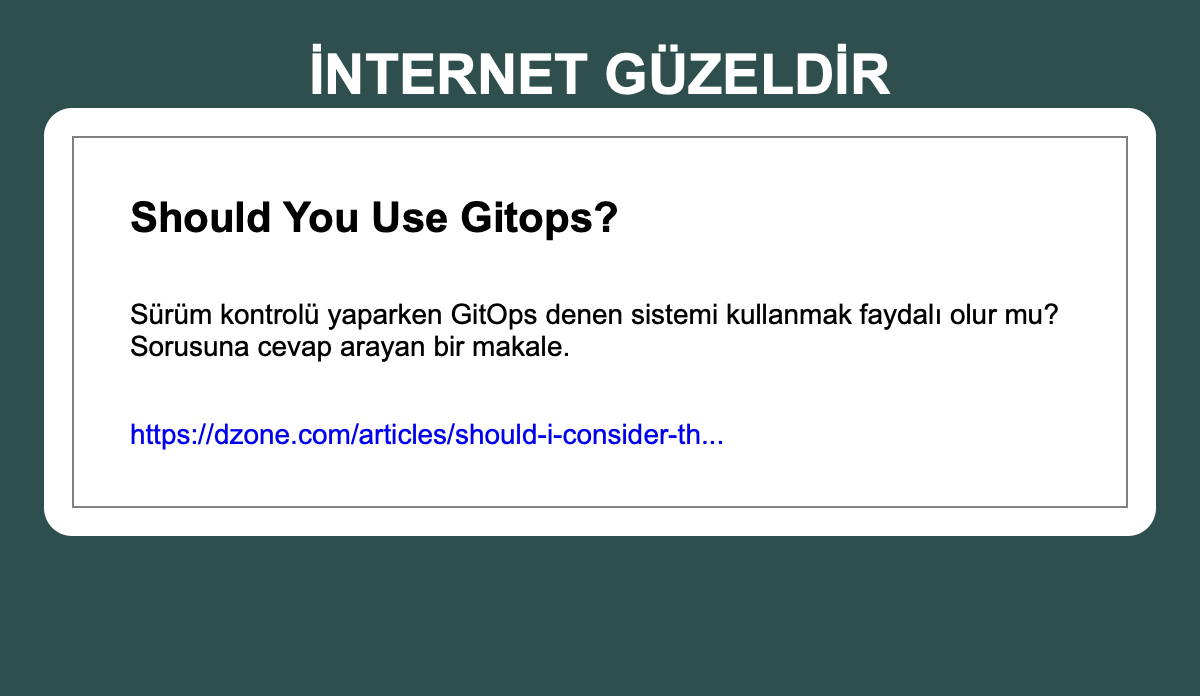 İNTERNET GÜZELDİR
Should You Use Gitops?
Sürüm kontrolü yaparken GitOps denen sistemi kullanmak faydalı olur mu?
Sorusuna cevap arayan bir makale.
https://dzone.com/articles/should-i-consider-th...